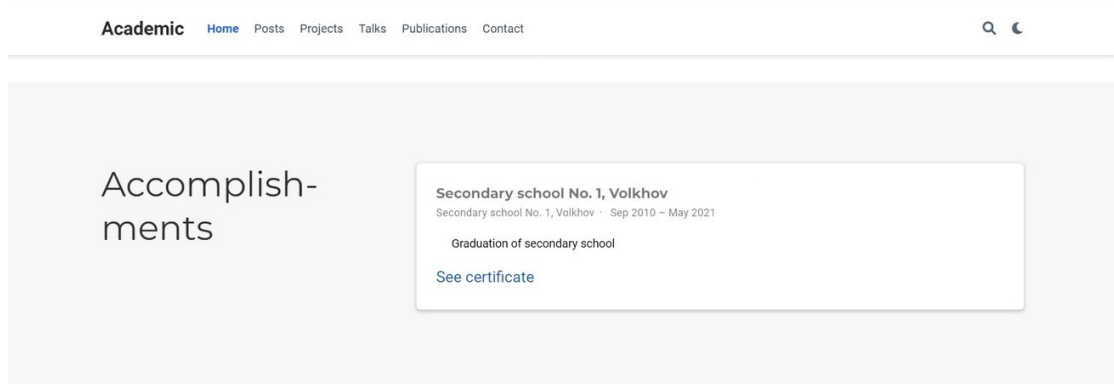 Academic Home Posts Projects Talks Publications Contact
Accomplish-
ments
Secondary school No. 1, Volkhov
Secondary school No. 1, Volkhov · Sep 2010 – May 2021
Graduation of secondary school
See certificate